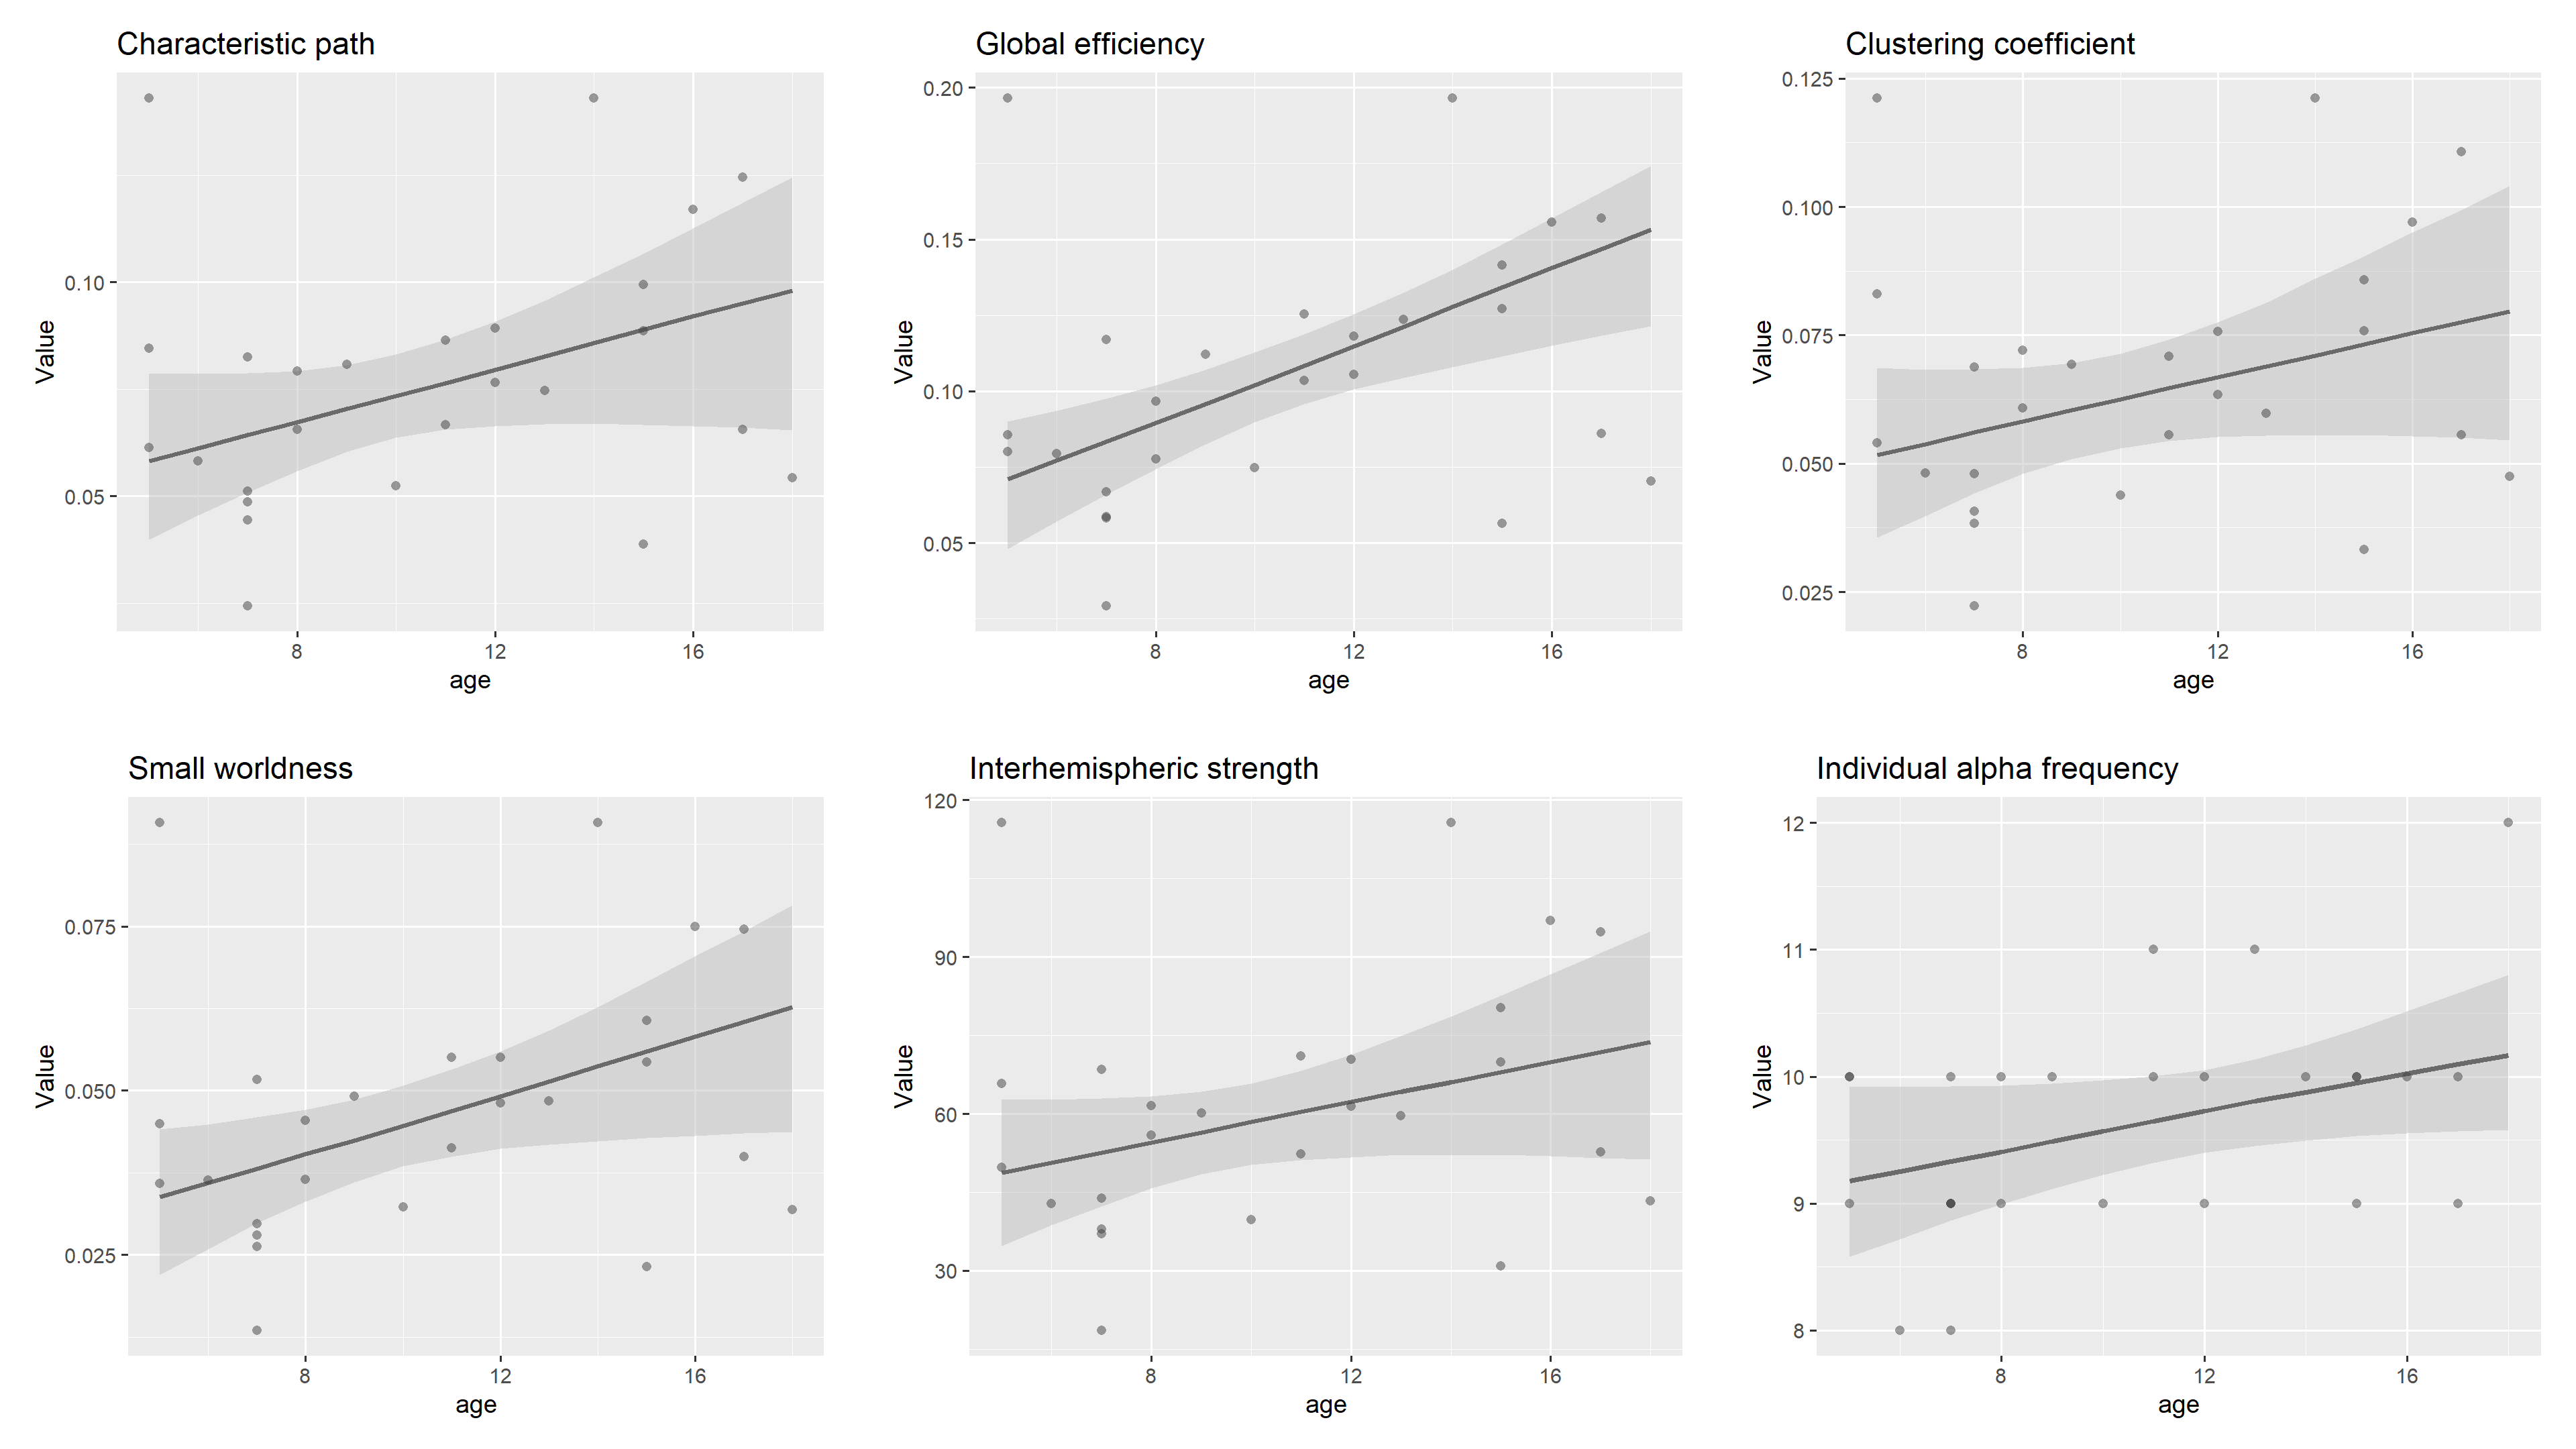 Characteristic path
Global efficiency
Clustering coefficient
Value
0.10
0.05
8
12
16
age
Value
0.20
0.15
0.10
0.05
8
12
16
age
Value
0.125
0.100
0.075
0.050
0.025
8
12
16
age
Small worldness
Interhemispheric strength
Individual alpha frequency
Value
0.075
0.050
0.025
8
12
16
age
Value
120
90
60
30
8
12
16
age
Value
12
11
10
9
8
8
12
16
age